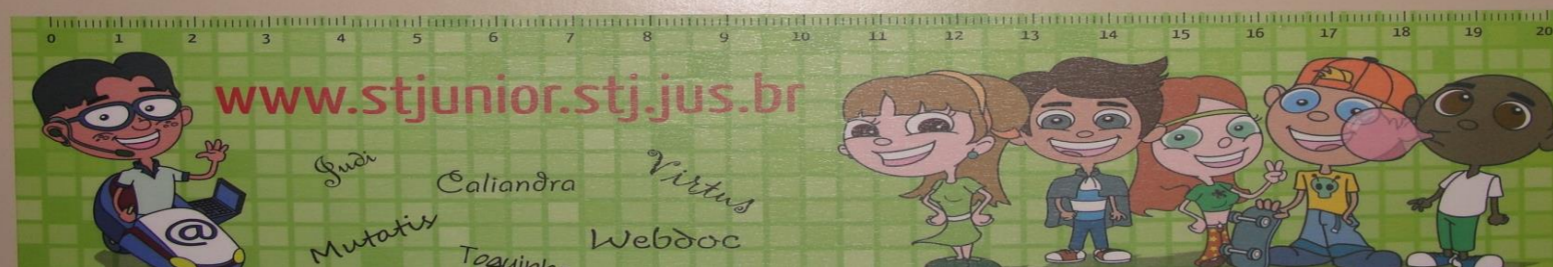 0 1 2 3 4 5 6 7 8 9 10 11 12 13 14 15 16 17 18 19 20
www.stjunior.stj.jus.br
Judi
Caliandra
Virtus
Mutatis
Webdoc
@